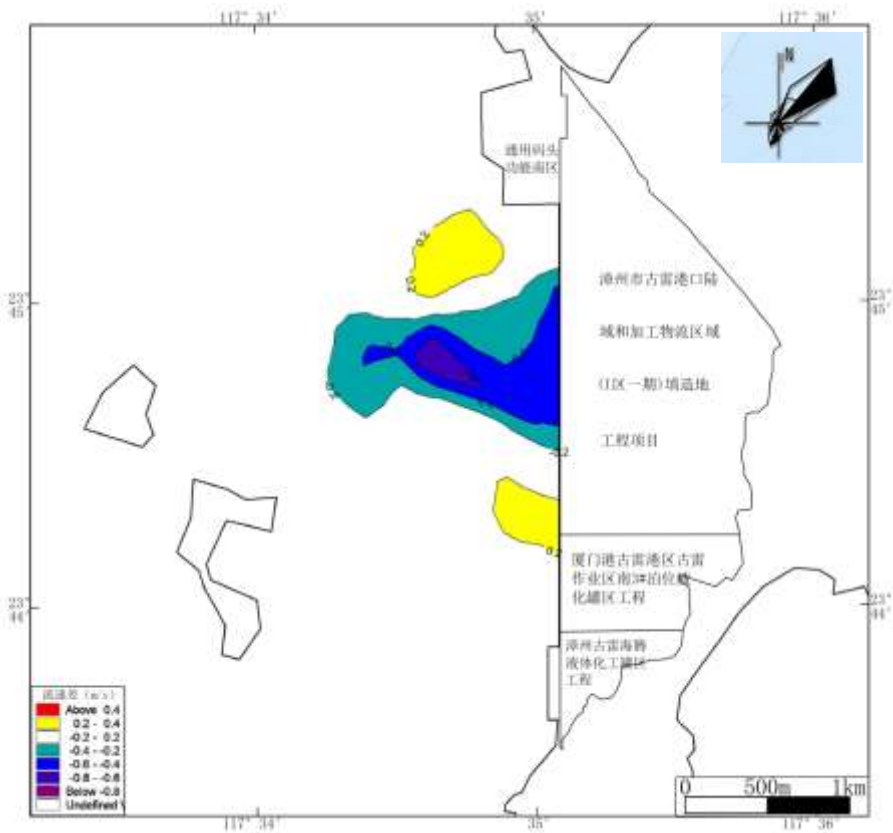 117° 34′
35′
117° 36′
N
通用码头
功能南区
0.2
0.2
23°
45′
23°
45′
漳州市古雷港口陆
域和加工物流区域
(I区一期)填造地
工程项目
-0.2
0.2
厦门港古雷港区古雷
作业区南3#泊位
化罐区工程
23°
44′
23°
44′
漳州古雷海腾
液体化工罐区
工程
流速差 (m/s)
Above 0.4
0.2 - 0.4
-0.2 - 0.2
-0.4 - -0.2
-0.6 - -0.4
-0.8 - -0.6
Below -0.8
Undefined
0 500m 1km
117° 34′
35′
117° 36′